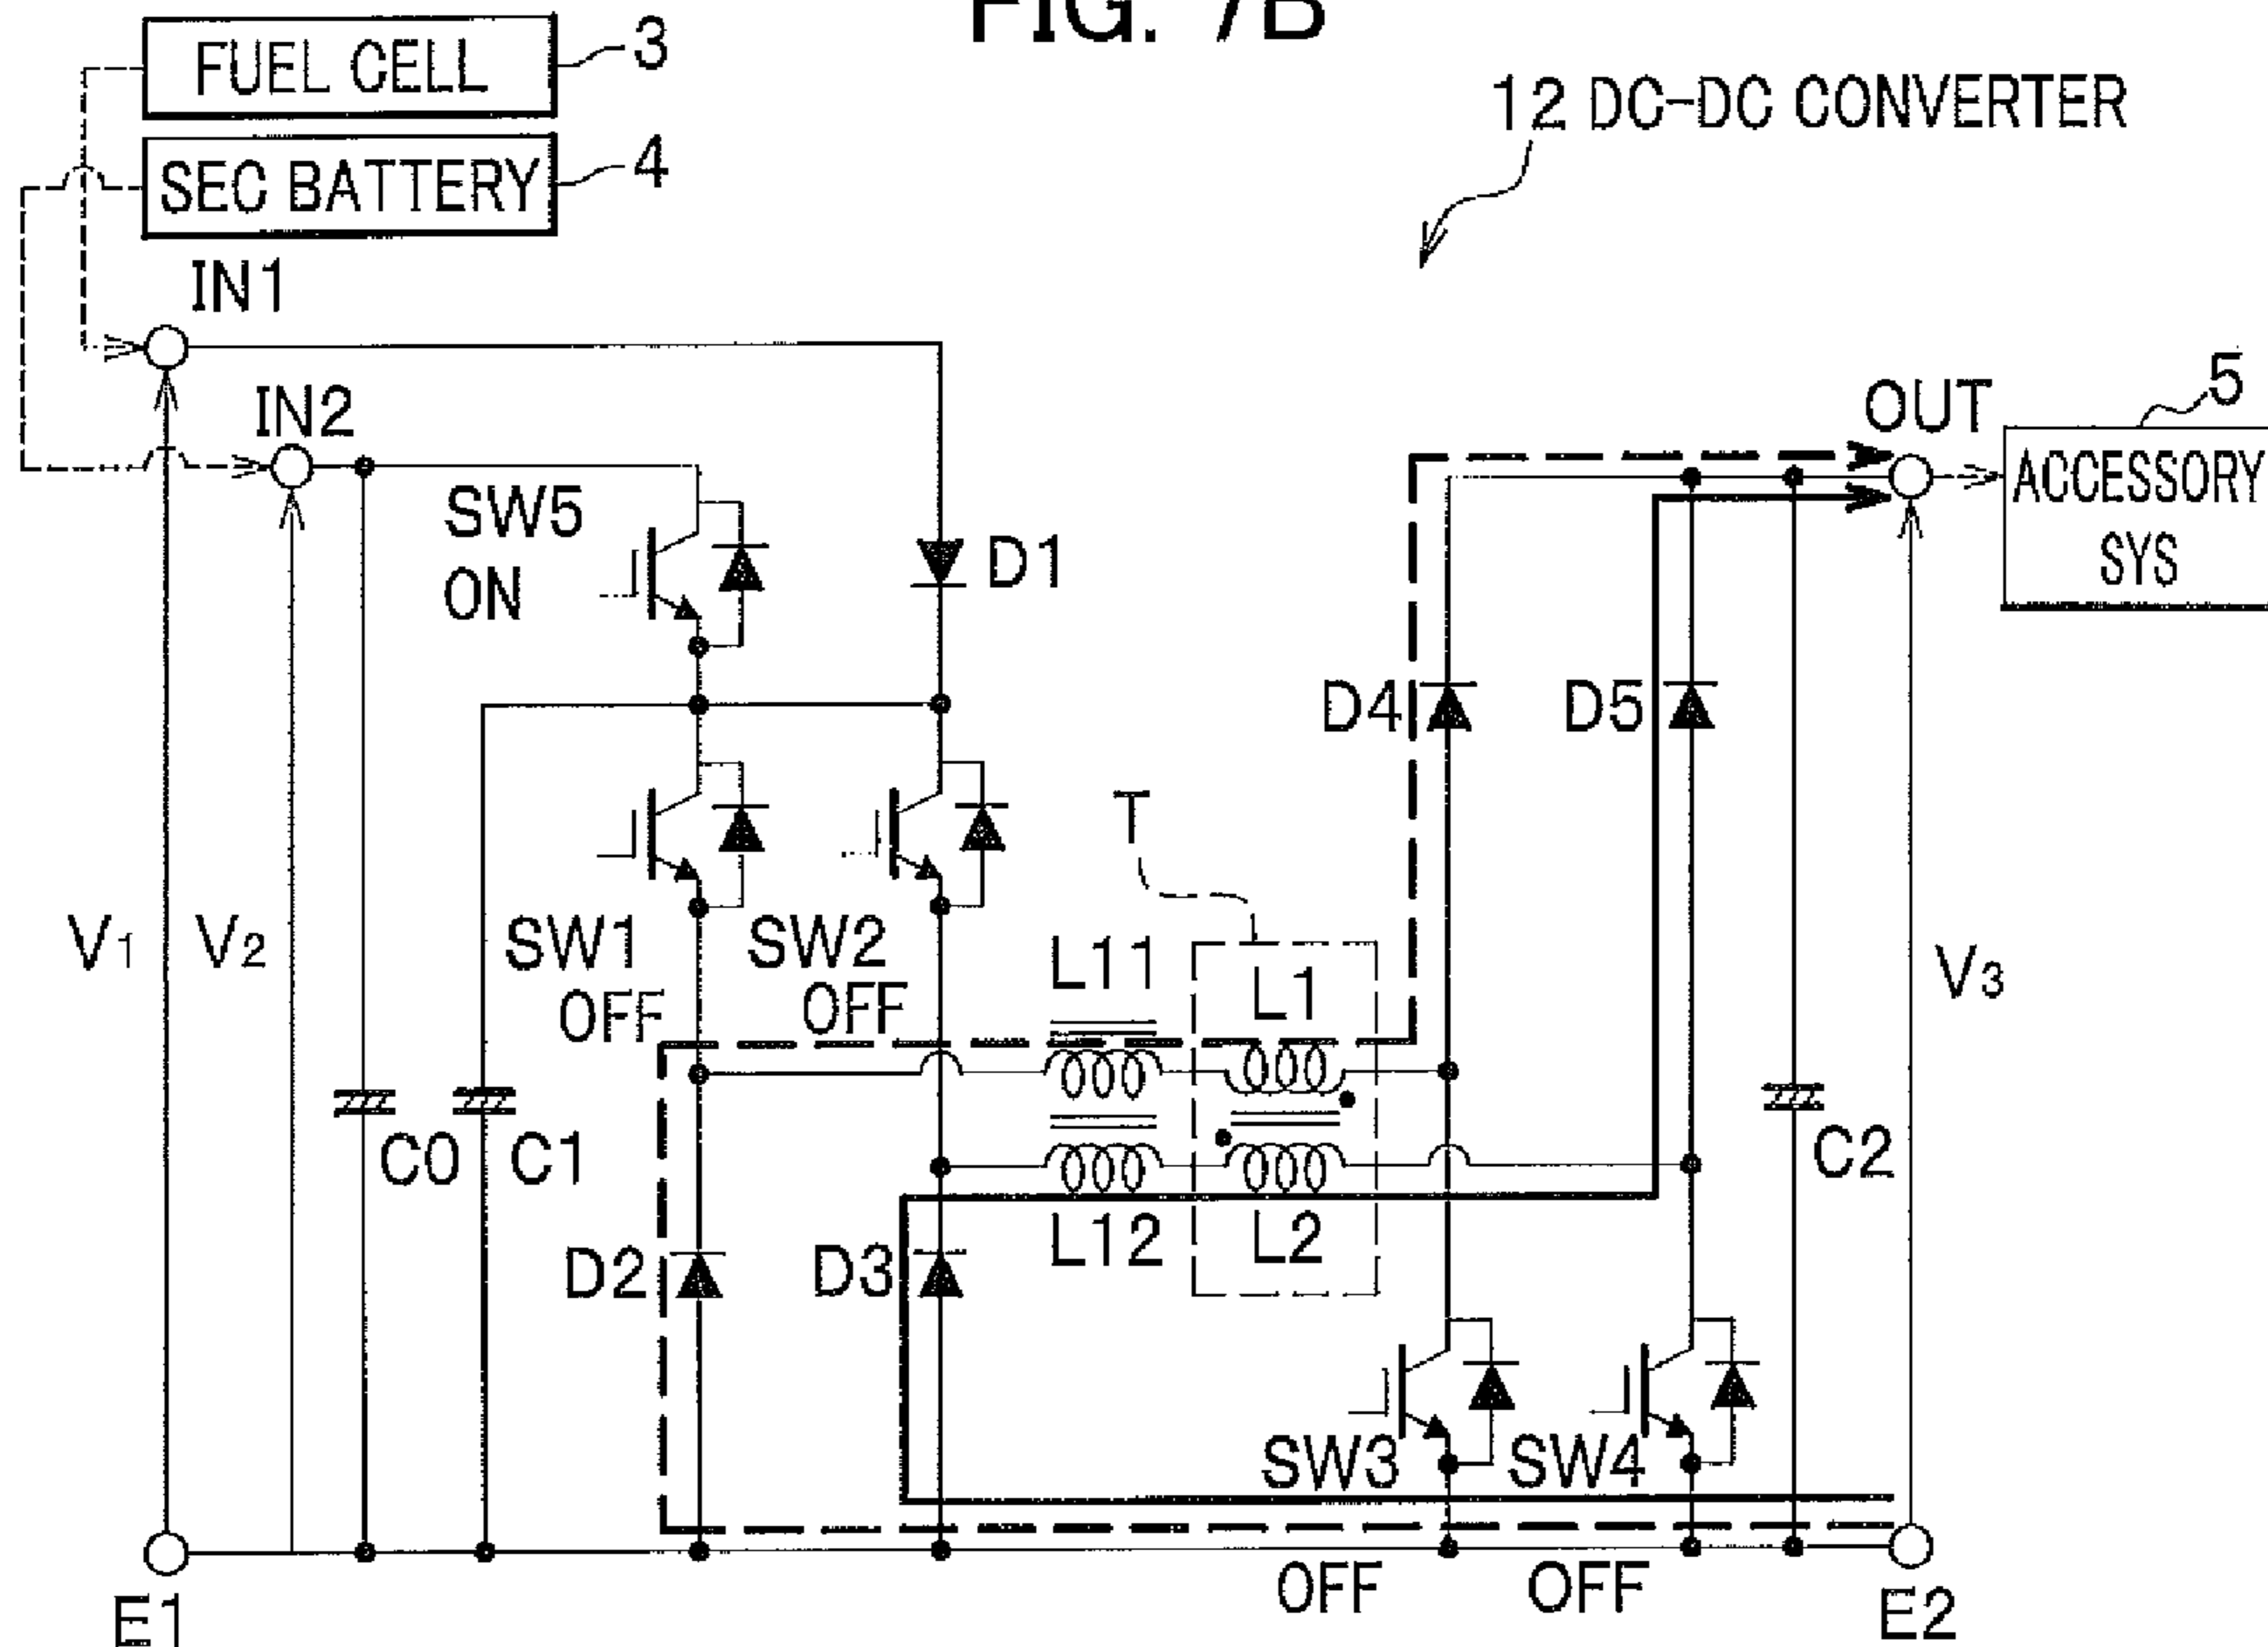 FIG. 7B
FUEL CELL
3
SEC BATTERY
4
12 DC-DC CONVERTER
IN1
IN2
OUT
5
ACCESSORY
SYS
SW5
ON
D1
D4
D5
T
V1
V2
SW1
OFF
SW2
OFF
L11
L1
V3
C0
C1
C2
D2
D3
L12
L2
SW3
SW4
OFF
OFF
E1
E2